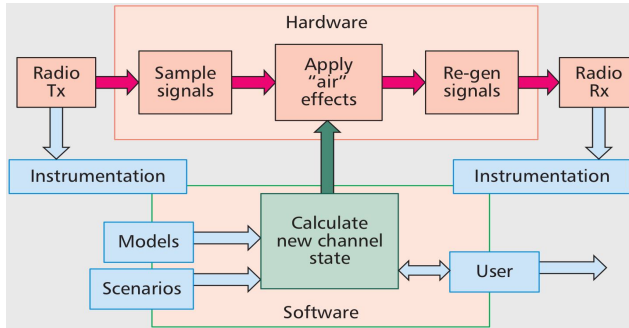 Hardware
Radio
Tx
Sample
signals
Apply
“air”
effects
Re-gen
signals
Radio
Rx
Instrumentation
Instrumentation
Models
Scenarios
Calculate
new channel
state
User
Software